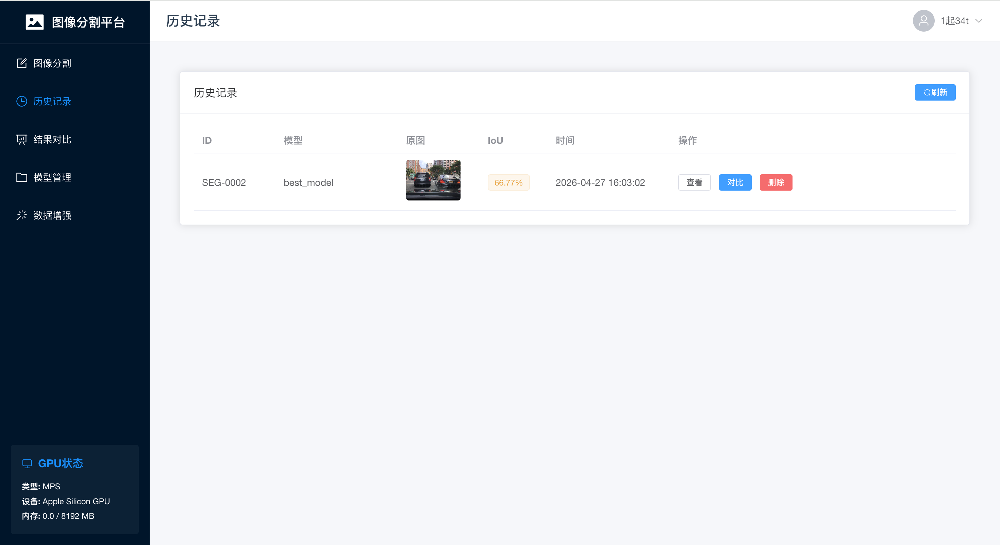 图像分割平台
图像分割
历史记录
结果对比
模型管理
数据增强
GPU状态
类型: MPS
设备: Apple Silicon GPU
内存: 0.0 / 8192 MB
历史记录
1起34t
历史记录
刷新
ID 模型 原图 IoU 时间 操作
SEG-0002 best_model 66.77% 2026-04-27 16:03:02 查看 对比 删除